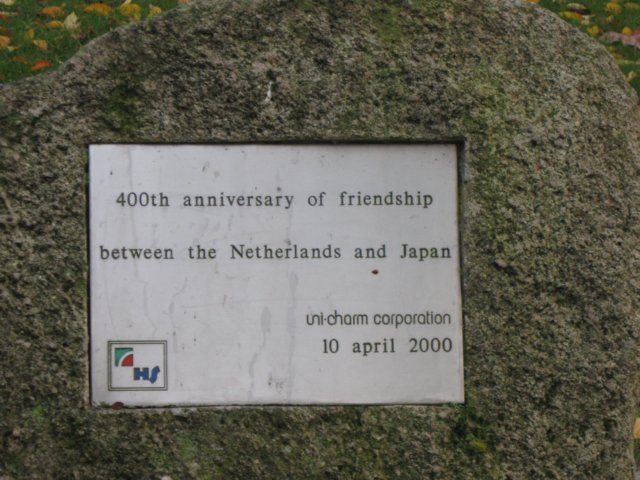 400th anniversary of friendship
between the Netherlands and Japan
uni·charm corporation
10 april 2000
HS